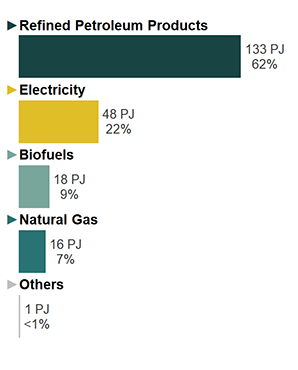 Refined Petroleum Products
133 PJ
62%
Electricity
48 PJ
22%
Biofuels
18 PJ
9%
Natural Gas
16 PJ
7%
Others
1 PJ
<1%